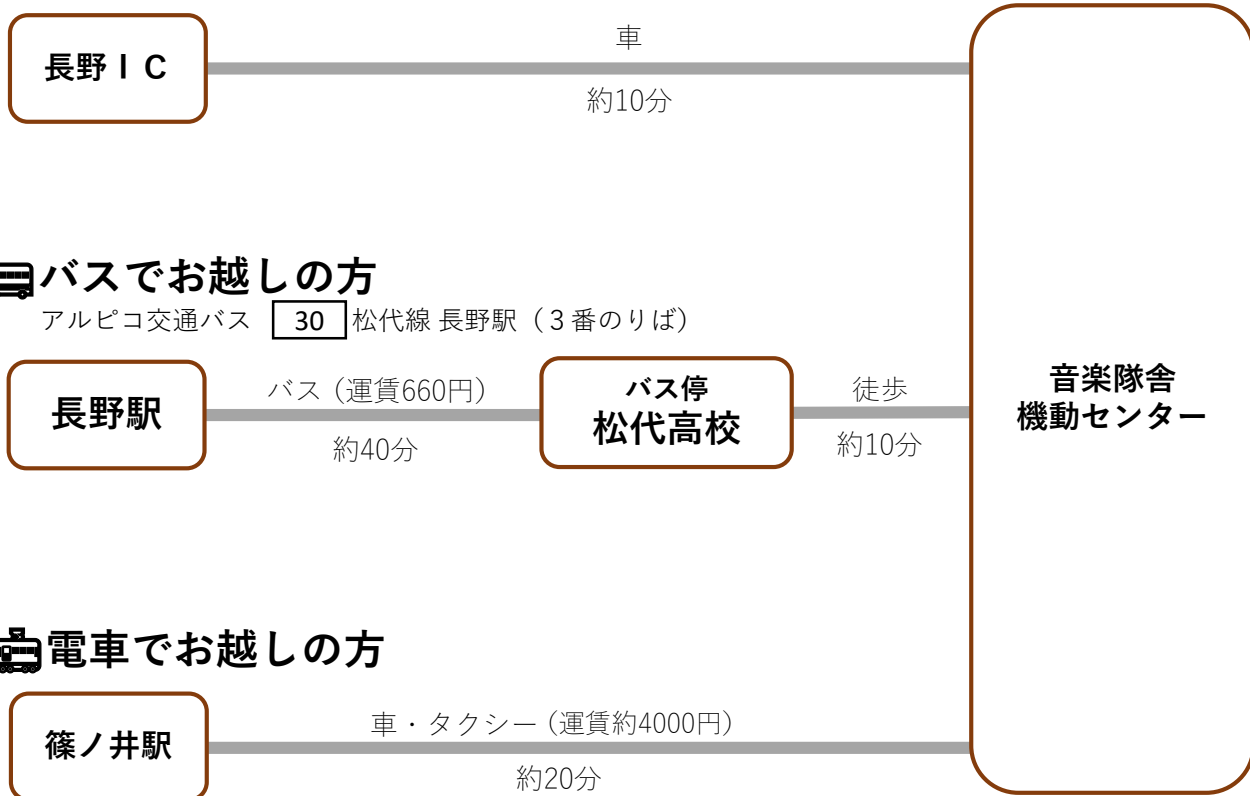 車
長野ＩＣ
約10分
バスでお越しの方
アルピコ交通バス 30 松代線 長野駅（３番のりば）
長野駅
バス（運賃660円）
約40分
バス停
松代高校
徒歩
約10分
音楽隊舎
機動センター
電車でお越しの方
篠ノ井駅
車・タクシー（運賃約4000円）
約20分